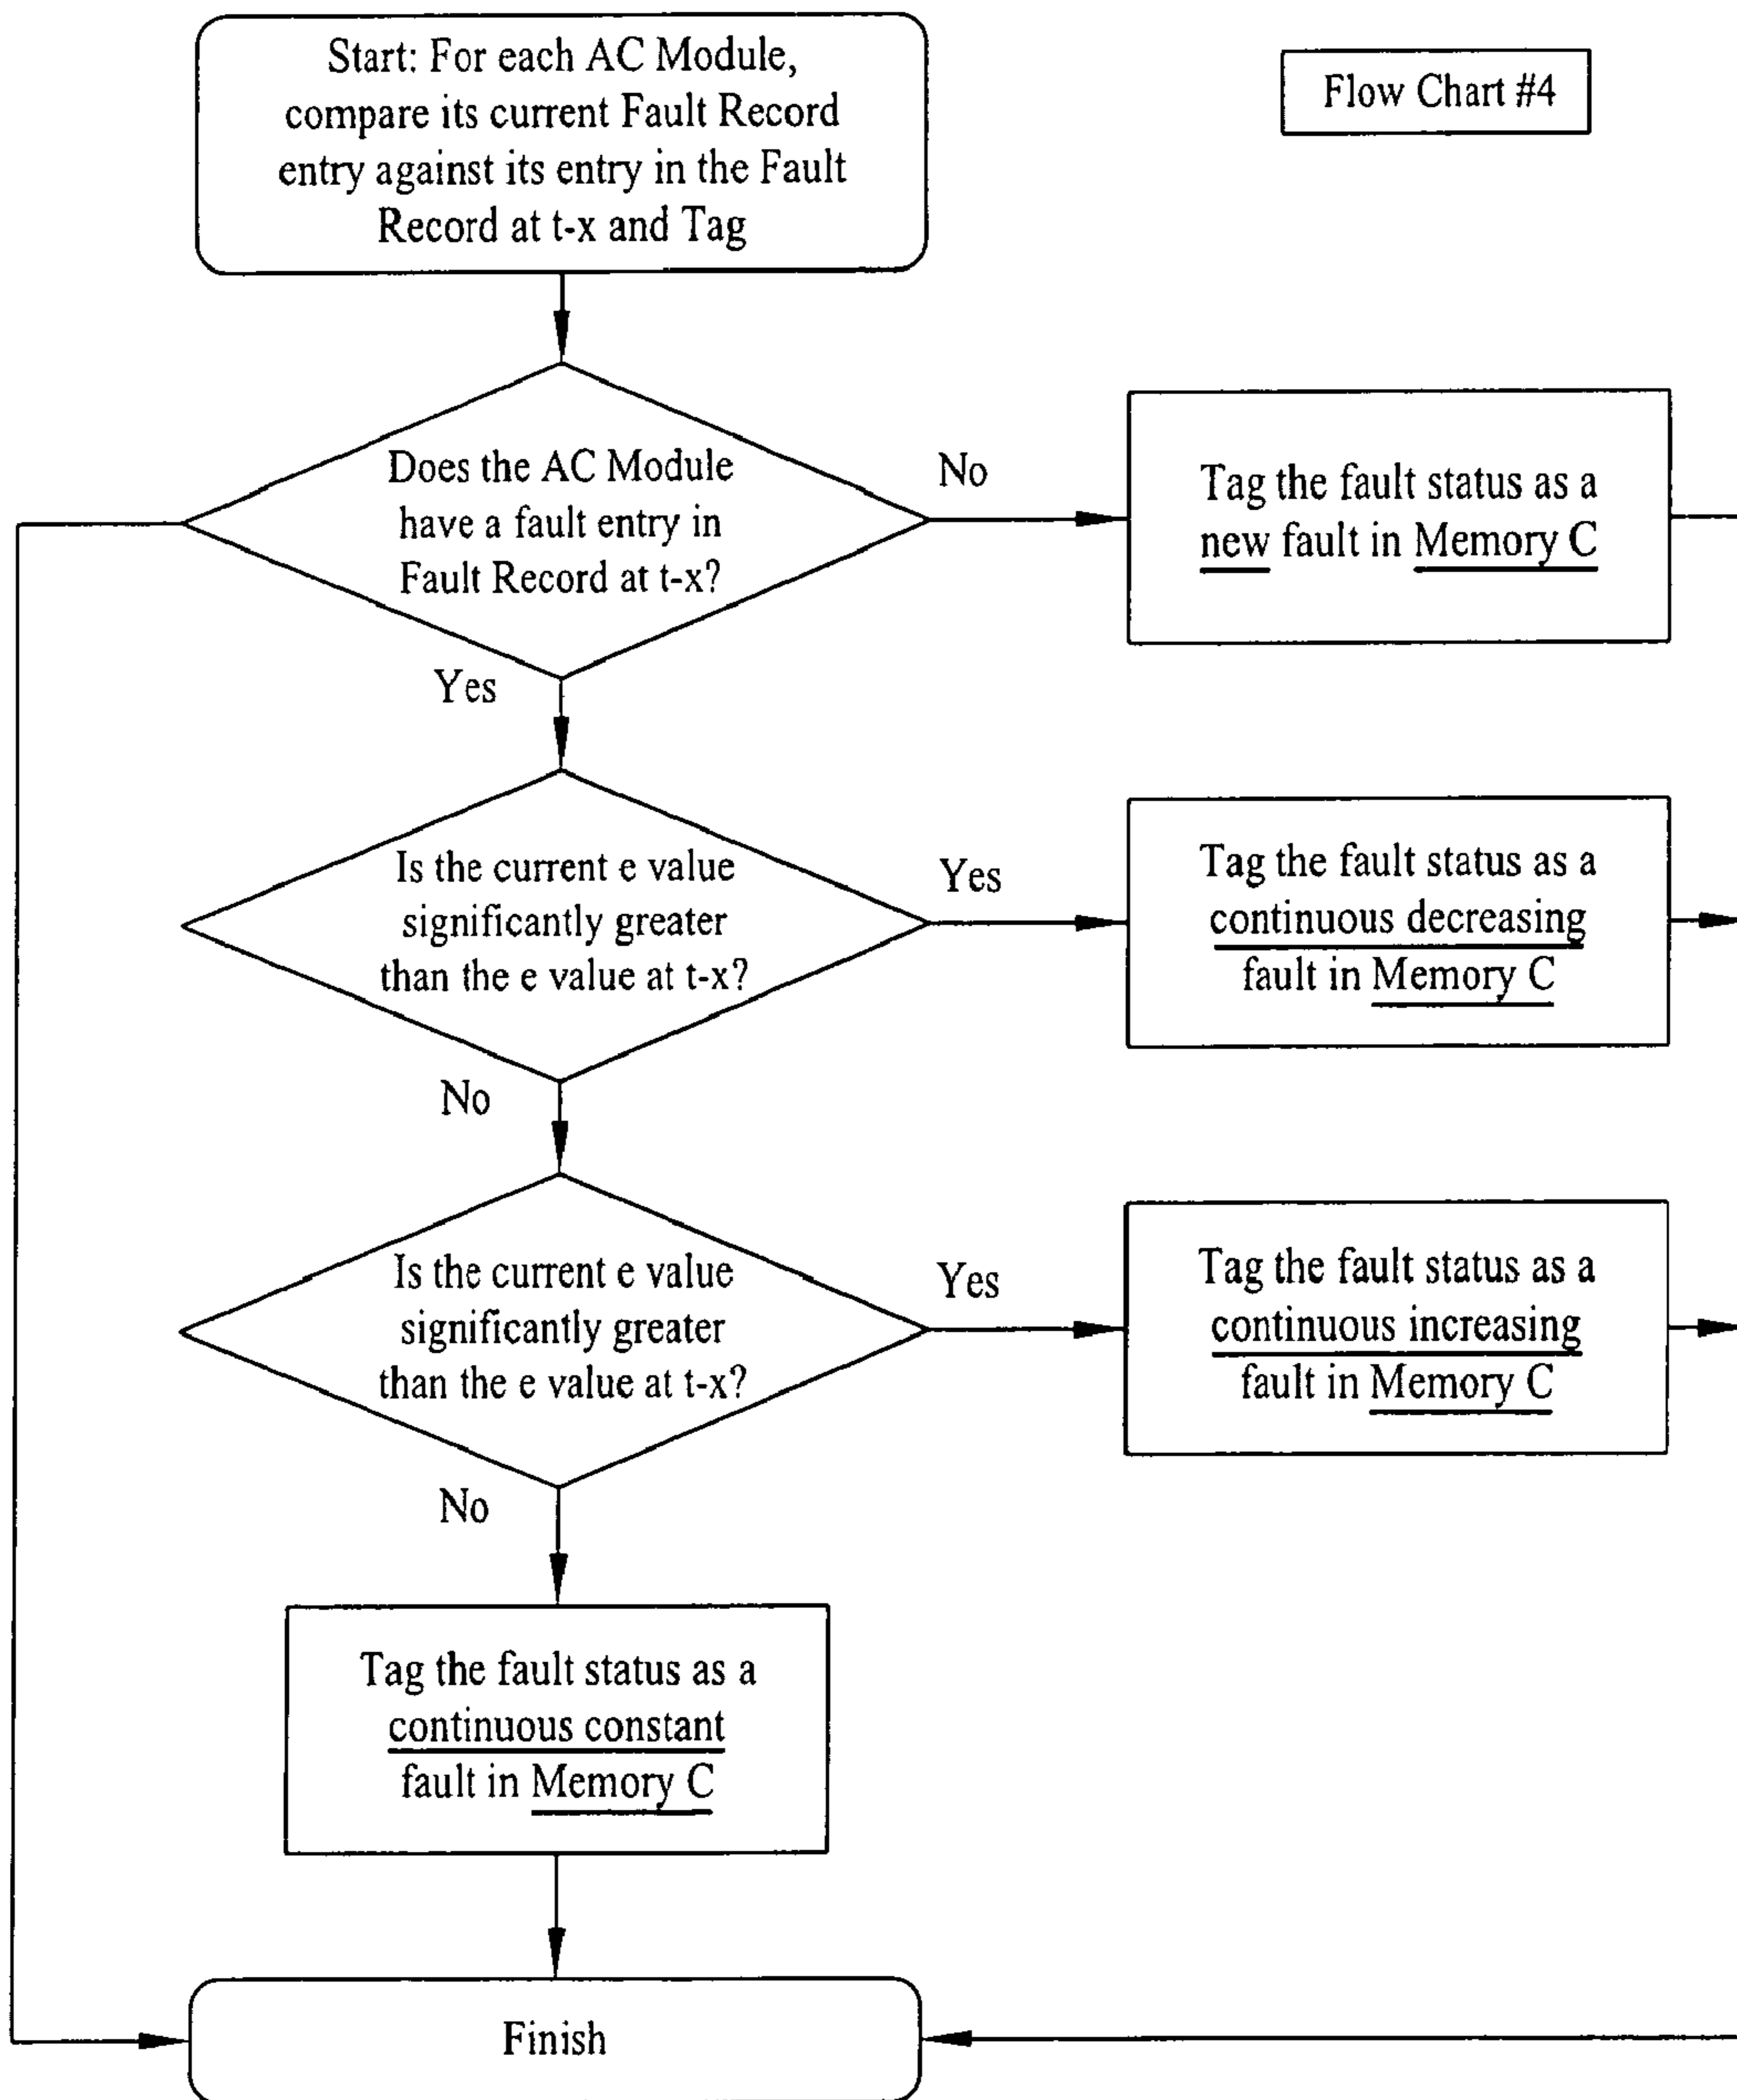 Start: For each AC Module,
compare its current Fault Record
entry against its entry in the Fault
Record at t-x and Tag
Flow Chart #4
Does the AC Module
have a fault entry in
Fault Record at t-x?
No
Tag the fault status as a
new fault in Memory C
Yes
Is the current e value
significantly greater
than the e value at t-x?
Yes
Tag the fault status as a
continuous decreasing
fault in Memory C
No
Is the current e value
significantly greater
than the e value at t-x?
Yes
Tag the fault status as a
continuous increasing
fault in Memory C
No
Tag the fault status as a
continuous constant
fault in Memory C
Finish